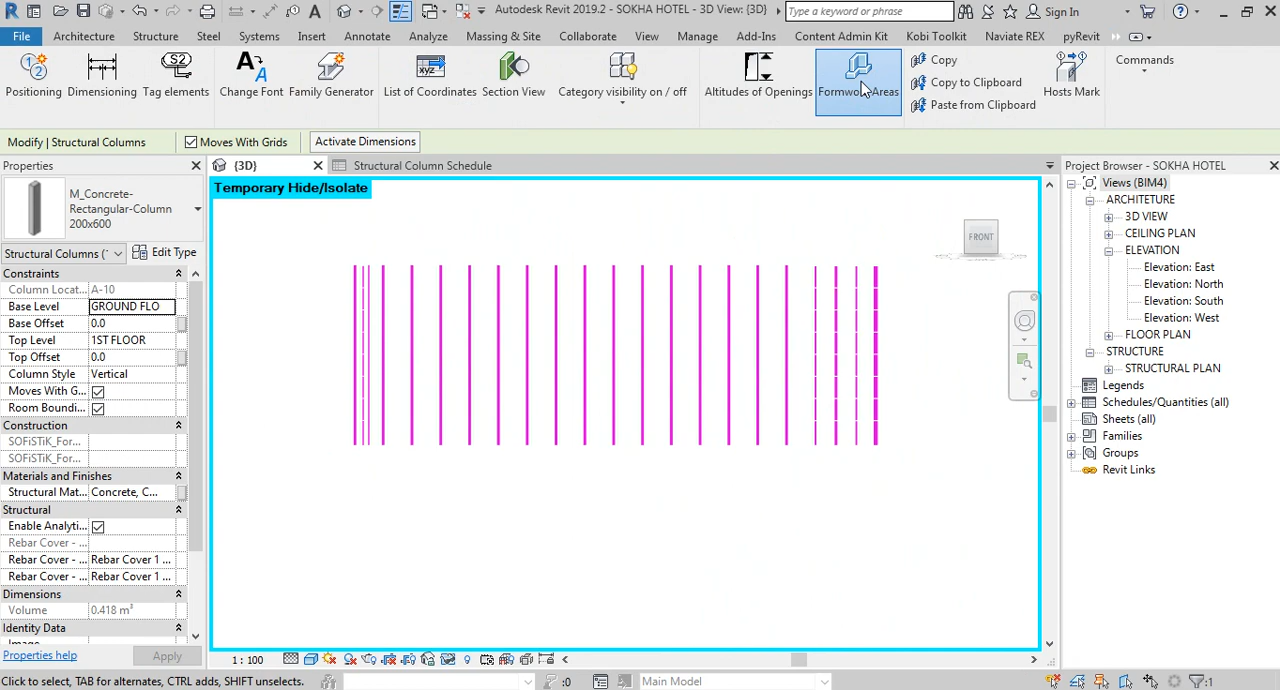 Autodesk Revit 2019.2 - SOKHA HOTEL - 3D View: {3D}
Type a keyword or phrase
Sign In
File
Architecture
Structure
Steel
Systems
Insert
Annotate
Analyze
Massing & Site
Collaborate
View
Manage
Add-Ins
Content Admin Kit
Kobi Toolkit
Naviate REX
pyRevit
Positioning
Dimensioning
Tag elements
Change Font
Family Generator
List of Coordinates
Section View
Category visibility on / off
Altitudes of Openings
Formwork Areas
Copy
Copy to Clipboard
Paste from Clipboard
Hosts Mark
Commands
Modify | Structural Columns
Moves With Grids
Activate Dimensions
Properties
{3D}
Structural Column Schedule
Project Browser - SOKHA HOTEL
M_Concrete-
Rectangular-Column
200x600
Structural Columns (
Edit Type
Constraints
Column Locat... A-10
Base Level GROUND FLO
Base Offset 0.0
Top Level 1ST FLOOR
Top Offset 0.0
Column Style Vertical
Moves With G...
Room Boundi...
Construction
SOFiSTiK_For...
SOFiSTiK_For...
Materials and Finishes
Structural Mat... Concrete, C...
Structural
Enable Analyti...
Rebar Cover - ...
Rebar Cover - ... Rebar Cover 1 ...
Rebar Cover - ... Rebar Cover 1 ...
Dimensions
Volume 0.418 m³
Identity Data
Properties help
Apply
Temporary Hide/Isolate
FRONT
Views (BIM4)
ARCHITETURE
3D VIEW
CEILING PLAN
ELEVATION
Elevation: East
Elevation: North
Elevation: South
Elevation: West
FLOOR PLAN
STRUCTURE
STRUCTURAL PLAN
Legends
Schedules/Quantities (all)
Sheets (all)
Families
Groups
Revit Links
1 : 100
Click to select, TAB for alternates, CTRL adds, SHIFT unselects.
:0
Main Model
:1